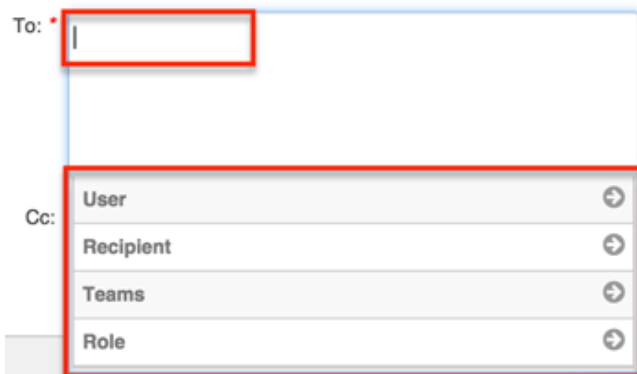 To: *
User
Cc:
Recipient
Teams
Role